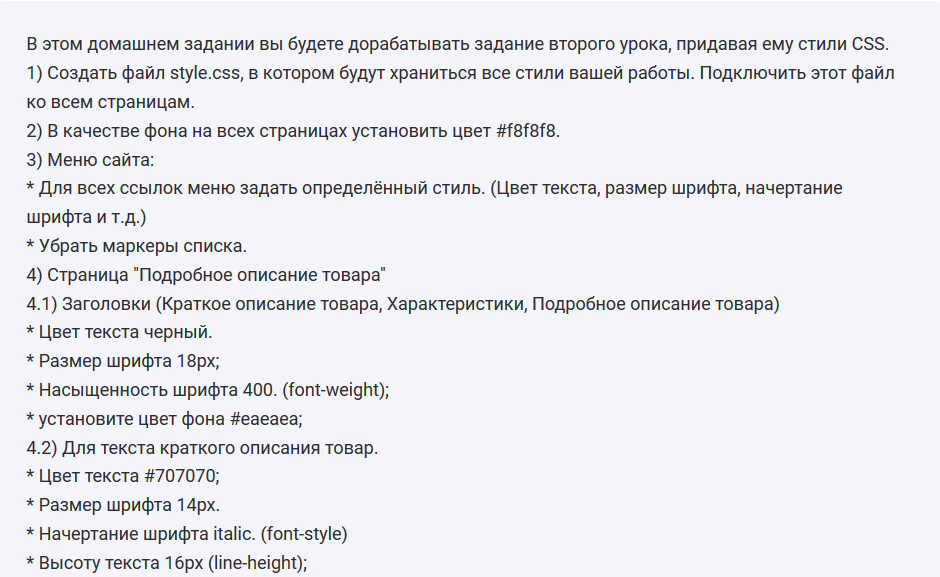 В этом домашнем задании вы будете дорабатывать задание второго урока, придавая ему стили CSS.
1) Создать файл style.css, в котором будут храниться все стили вашей работы. Подключить этот файл
ко всем страницам.
2) В качестве фона на всех страницах установить цвет #f8f8f8.
3) Меню сайта:
* Для всех ссылок меню задать определённый стиль. (Цвет текста, размер шрифта, начертание
шрифта и т.д.)
* Убрать маркеры списка.
4) Страница "Подробное описание товара"
4.1) Заголовки (Краткое описание товара, Характеристики, Подробное описание товара)
* Цвет текста черный.
* Размер шрифта 18px;
* Насыщенность шрифта 400. (font-weight);
* установите цвет фона #eaeaea;
4.2) Для текста краткого описания товар.
* Цвет текста #707070;
* Размер шрифта 14px.
* Начертание шрифта italic. (font-style)
* Высоту текста 16px (line-height);